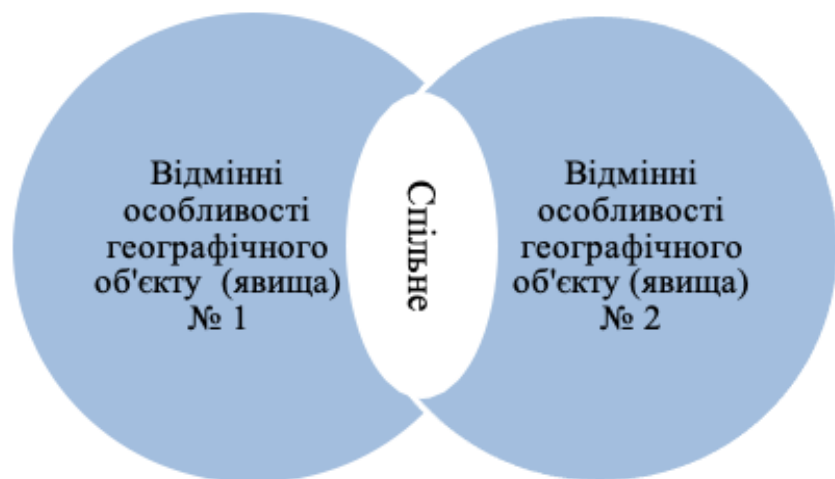 Відмінні
особливості
географічного
об'єкту (явища)
№ 1
Спільне
Відмінні
особливості
географічного
об'єкту (явища)
№ 2